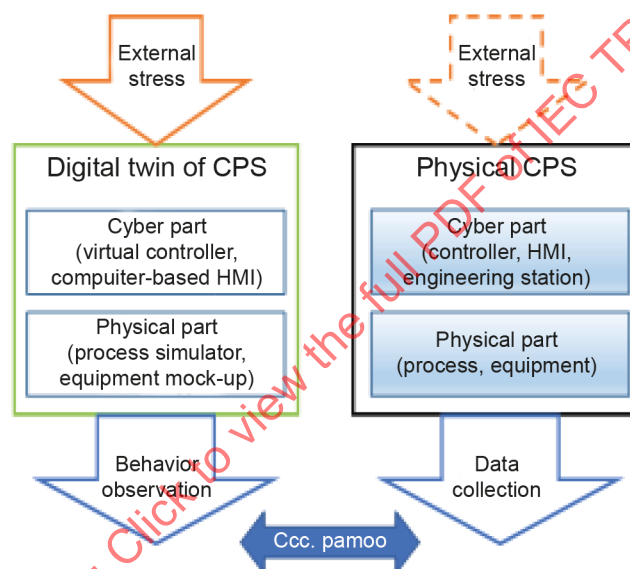 External
stress
External
stress
Digital twin of CPS
Cyber part
(virtual controller,
compuiter-based HMI)
Physical part
(process simulator,
equipment mock-up)
Physical CPS
Cyber part
(controller, HMI,
engineering station)
Physical part
(process, equipment)
Behavior
observation
Data
collection
Ccc. pamoo
Click to view the full PDF of IEC TR